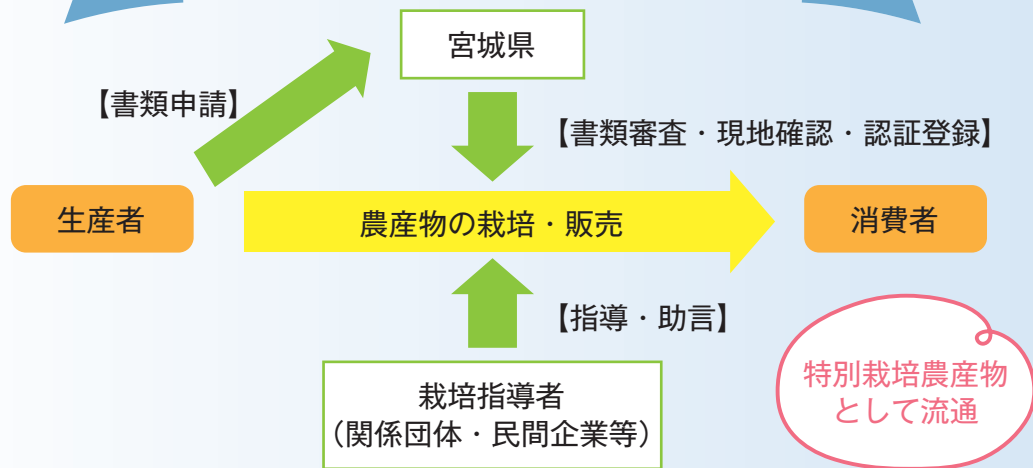 宮城県
【書類申請】
【書類審査・現地確認・認証登録】
生産者
農産物の栽培・販売
消費者
【指導・助言】
栽培指導者
（関係団体・民間企業等）
特別栽培農産物
として流通